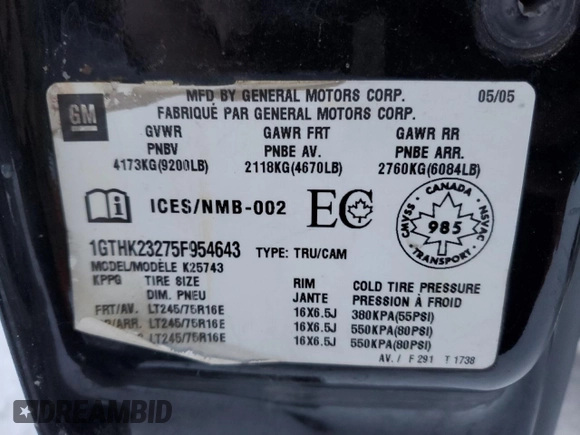 GM
MFD BY GENERAL MOTORS CORP. 05/05
FABRIQUÉ PAR GENERAL MOTORS CORP.
GVWR GAWR FRT GAWR RR
PNBV PNBE AV. PNBE ARR.
4173KG(9200LB) 2118KG(4670LB) 2760KG(6084LB)
ICES/NMB-002 EC
CANADA
CMVSS 985 NSVAC
TRANSPORT
1GTHK23275F954643 TYPE: TRU/CAM
MODEL/MODÈLE K25743
KPPG TIRE SIZE RIM COLD TIRE PRESSURE
DIM. PNEU JANTE PRESSION À FROID
FRT/AV. LT245/75R16E 16X6.5J 380KPA(55PSI)
/ARR. LT245/75R16E 16X6.5J 550KPA(80PSI)
LT245/75R16E 16X6.5J 550KPA(80PSI)
AV./ F 291 T 1738
DREAMBID